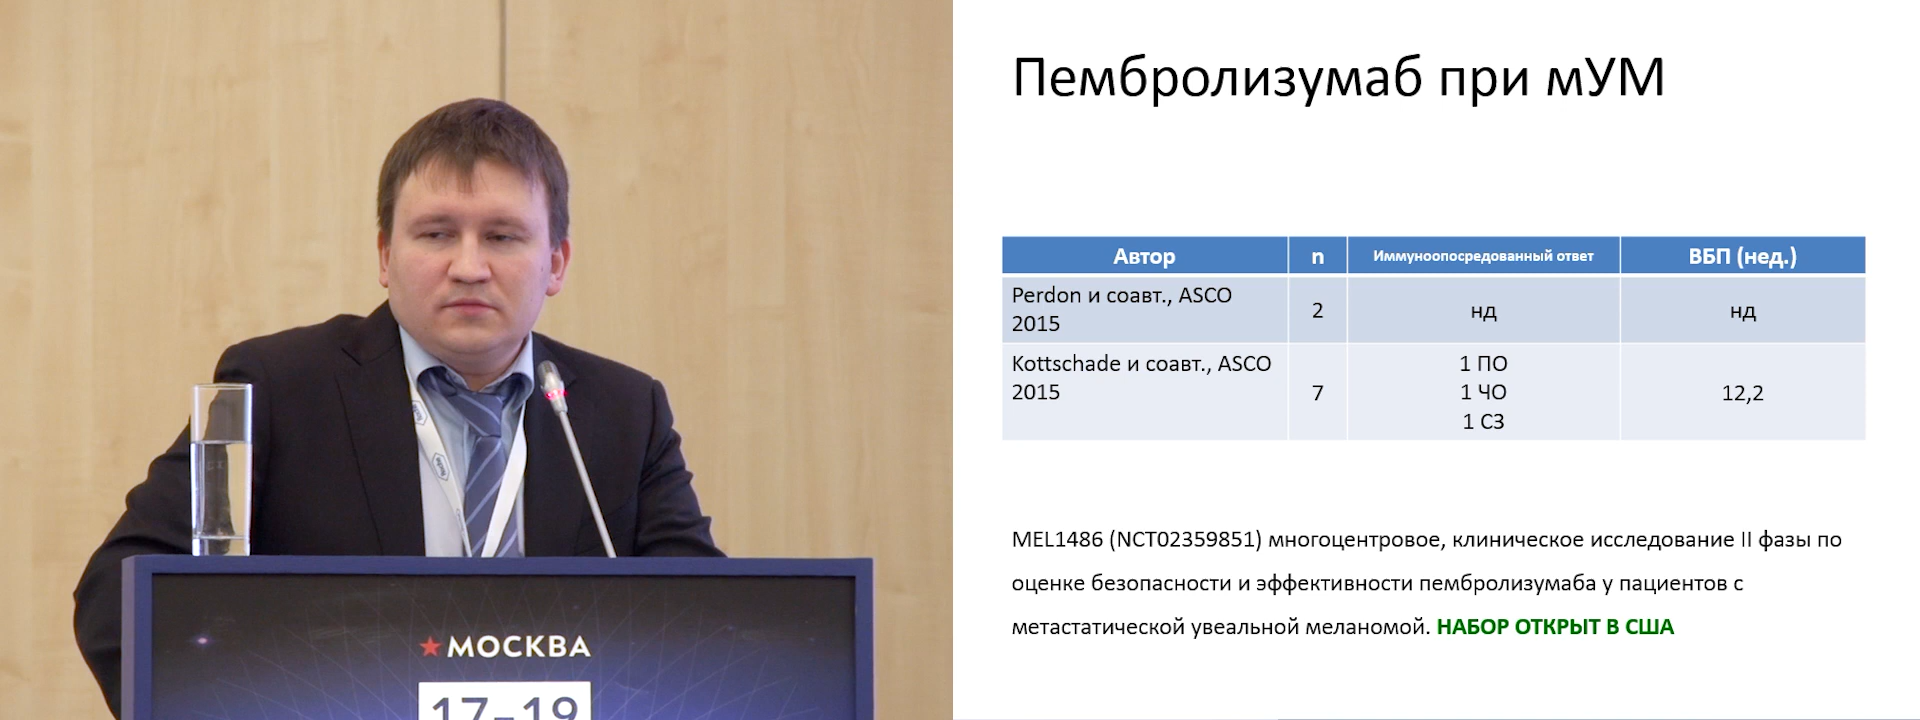 Пембролизумаб при мУМ
Автор n Иммуноопосредованный ответ ВБП (нед.)
Perdon и соавт., ASCO
2015
2 нд нд
Kottschade и соавт., ASCO
2015
7
1 ПО
1 ЧО
1 СЗ
12,2
MEL1486 (NCT02359851) многоцентровое, клиническое исследование II фазы по
оценке безопасности и эффективности пембролизумаба у пациентов с
метастатической увеальной меланомой. НАБОР ОТКРЫТ В США
МОСКВА
17-19